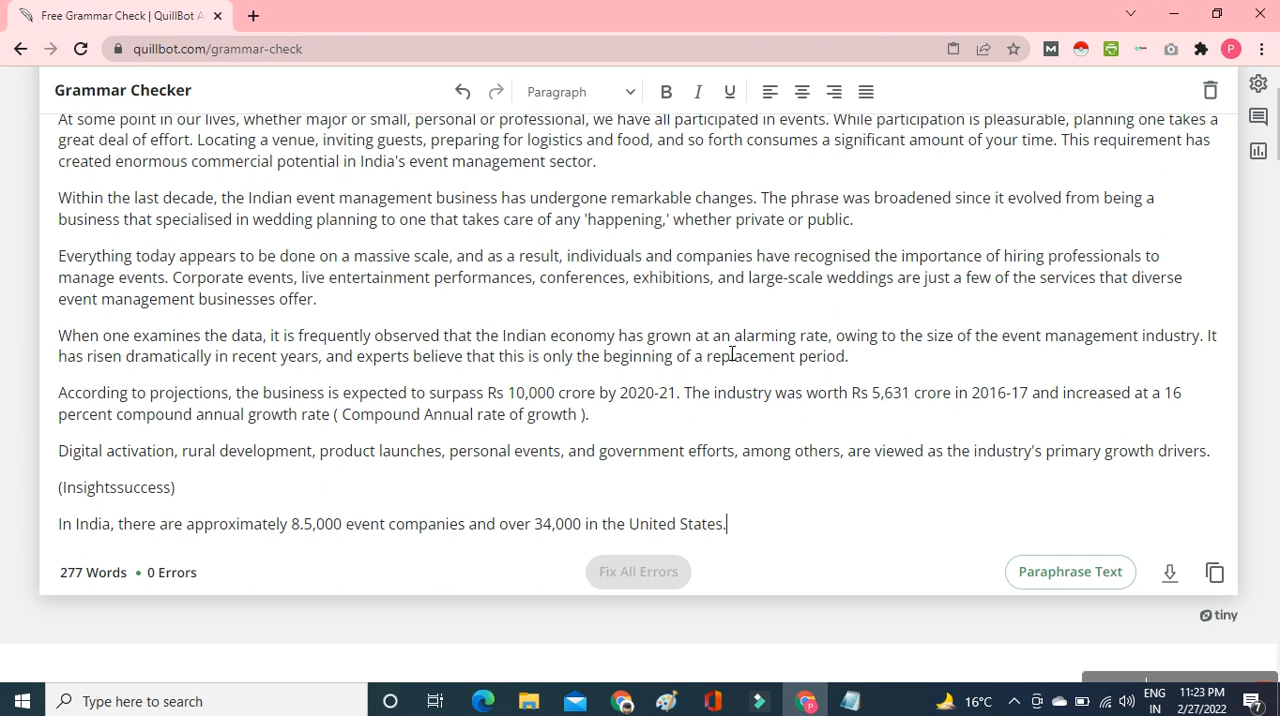 Free Grammar Check | QuillBot A
quillbot.com/grammar-check
M
P
Grammar Checker
Paragraph
B I U
At some point in our lives, whether major or small, personal or professional, we have all participated in events. While participation is pleasurable, planning one takes a
great deal of effort. Locating a venue, inviting guests, preparing for logistics and food, and so forth consumes a significant amount of your time. This requirement has
created enormous commercial potential in India's event management sector.
Within the last decade, the Indian event management business has undergone remarkable changes. The phrase was broadened since it evolved from being a
business that specialised in wedding planning to one that takes care of any 'happening,' whether private or public.
Everything today appears to be done on a massive scale, and as a result, individuals and companies have recognised the importance of hiring professionals to
manage events. Corporate events, live entertainment performances, conferences, exhibitions, and large-scale weddings are just a few of the services that diverse
event management businesses offer.
When one examines the data, it is frequently observed that the Indian economy has grown at an alarming rate, owing to the size of the event management industry. It
has risen dramatically in recent years, and experts believe that this is only the beginning of a replacement period.
According to projections, the business is expected to surpass Rs 10,000 crore by 2020-21. The industry was worth Rs 5,631 crore in 2016-17 and increased at a 16
percent compound annual growth rate ( Compound Annual rate of growth ).
Digital activation, rural development, product launches, personal events, and government efforts, among others, are viewed as the industry's primary growth drivers.
(Insightssuccess)
In India, there are approximately 8.5,000 event companies and over 34,000 in the United States.
277 Words • 0 Errors
Fix All Errors
Paraphrase Text
tiny
Type here to search
16°C
ENG
IN
11:23 PM
2/27/2022
7